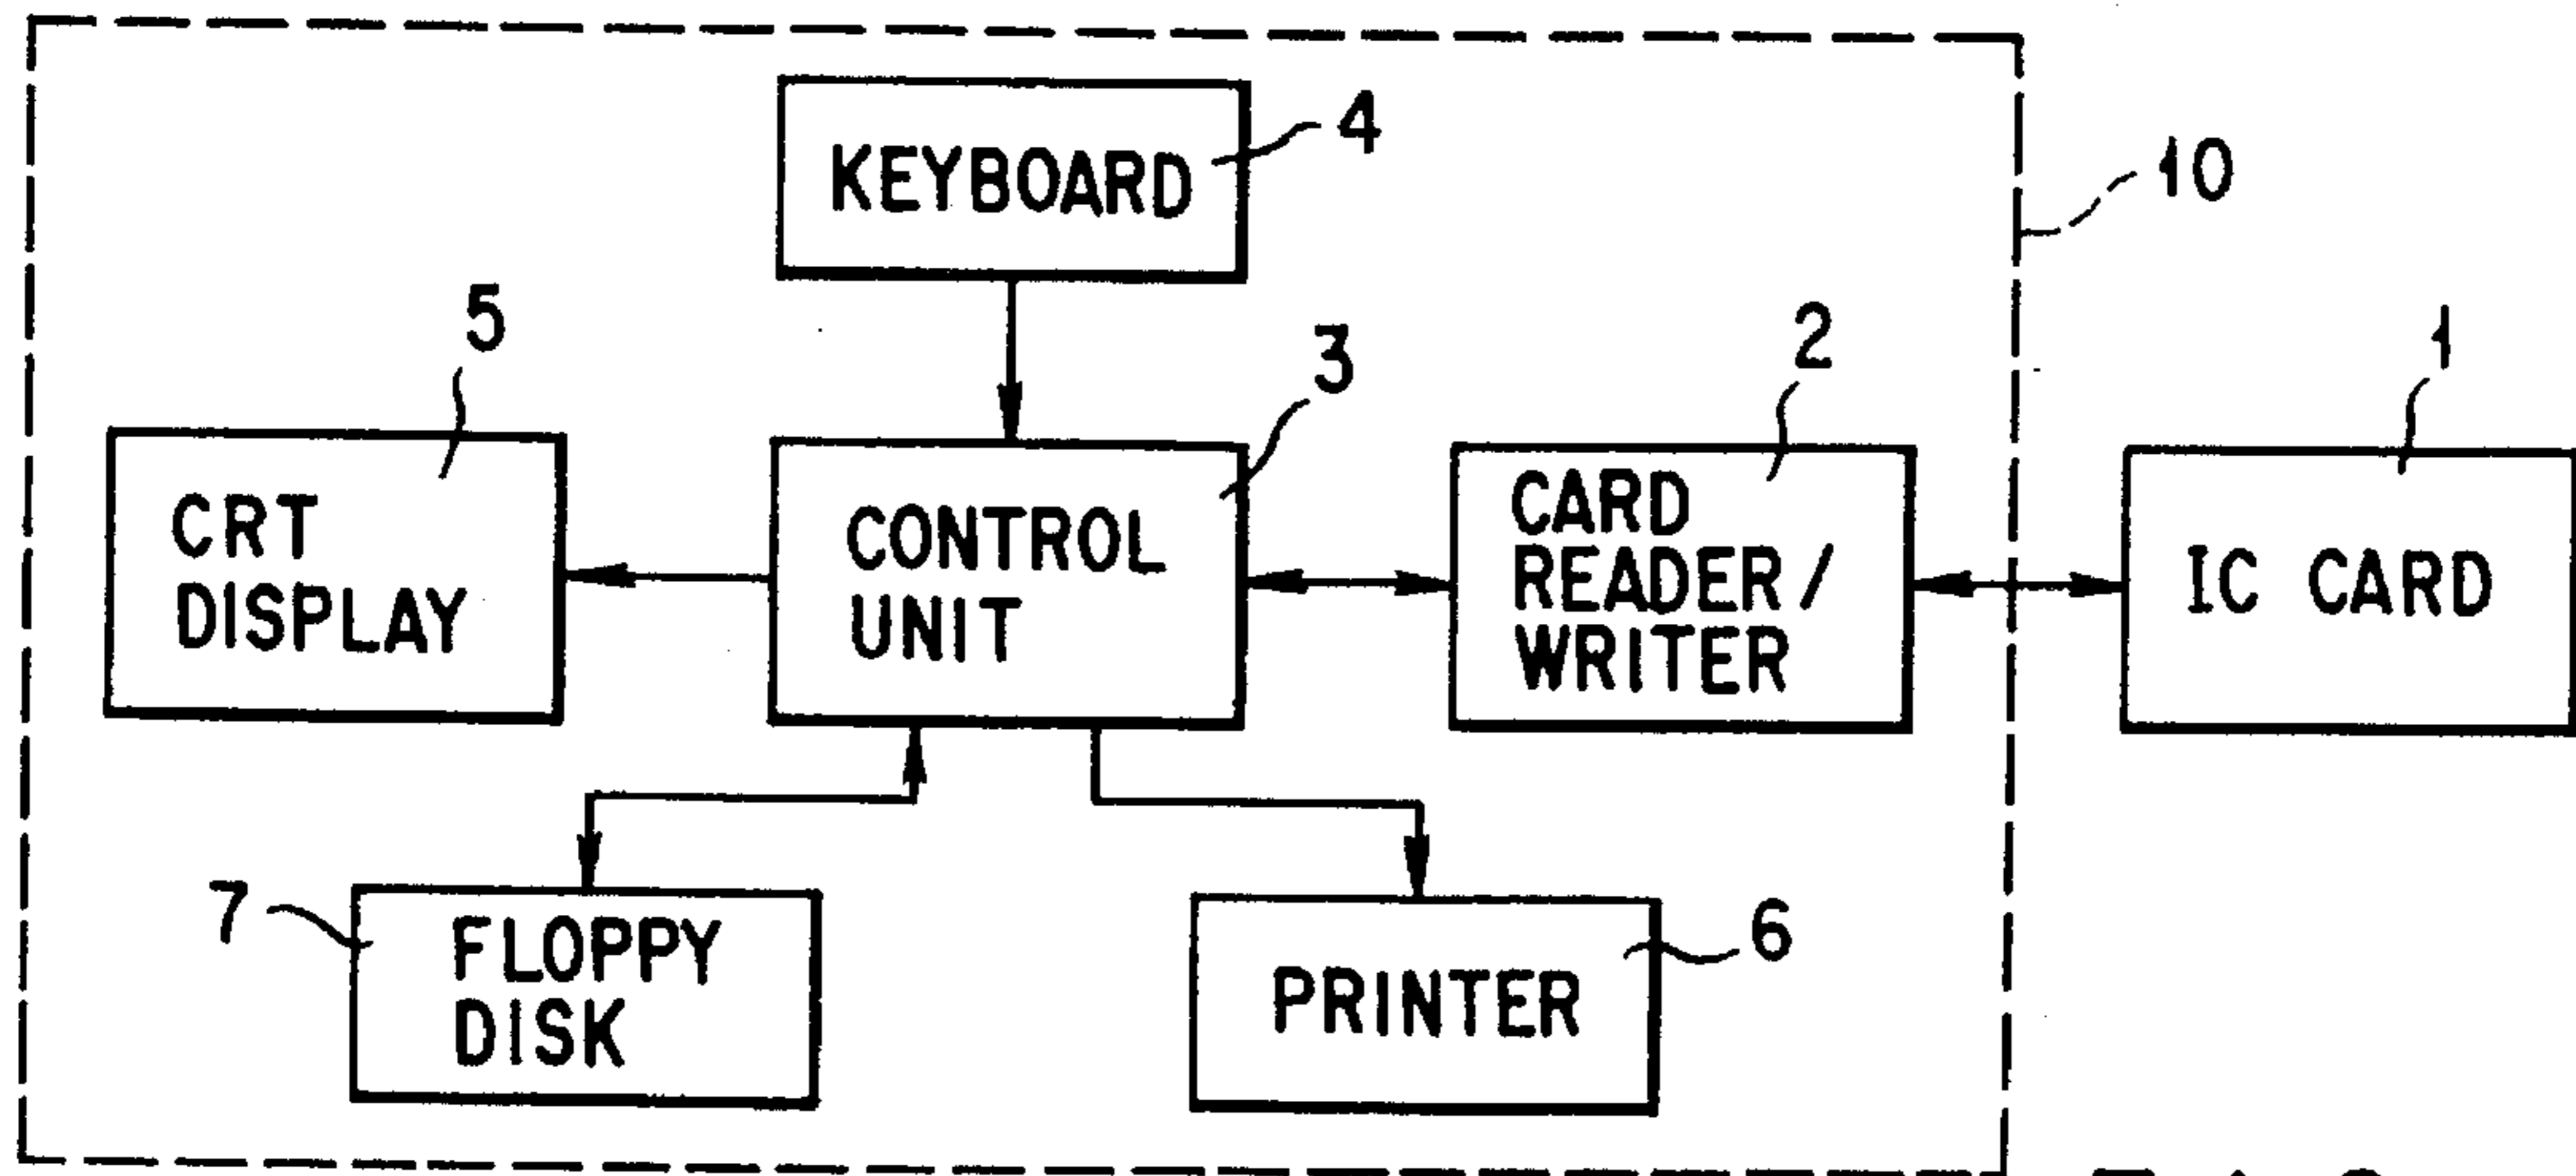 KEYBOARD
4
10
5
3
2
1
CRT
DISPLAY
CONTROL
UNIT
CARD
READER/
WRITER
IC CARD
7
FLOPPY
DISK
PRINTER
6